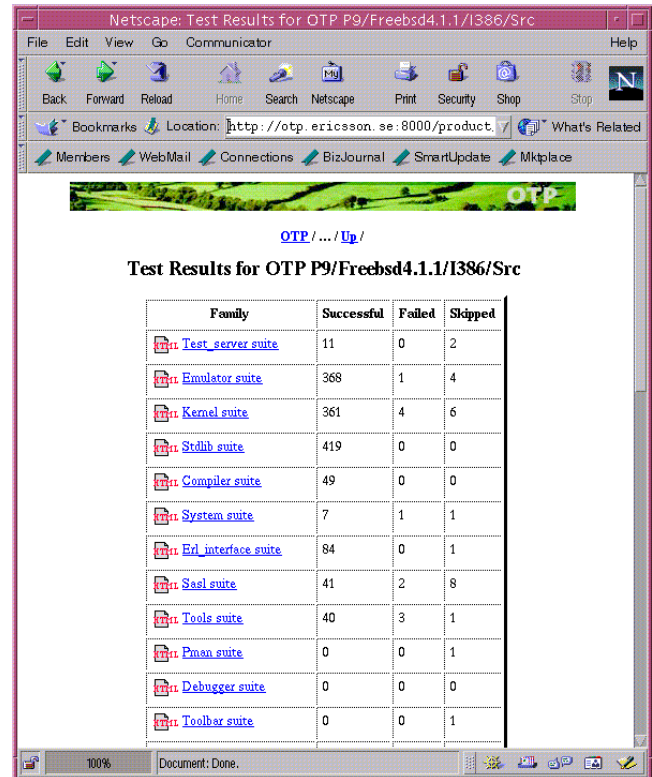 Netscape: Test Results for OTP P9/Freebsd4.1.1/I386/Src
File Edit View Go Communicator Help
Back Forward Reload Home Search Netscape Print Security Shop Stop
My
N
Bookmarks Location: http://otp.ericsson.se:8000/product. What's Related
Members WebMail Connections BizJournal SmartUpdate Mktplace
OTP
OTP / ... / Up /
Test Results for OTP P9/Freebsd4.1.1/I386/Src
Family Successful Failed Skipped
Test_server suite 11 0 2
Emulator suite 368 1 4
Kernel suite 361 4 6
Stdlib suite 419 0 0
Compiler suite 49 0 0
System suite 7 1 1
Erl_interface suite 84 0 1
Sasl suite 41 2 8
Tools suite 40 3 1
Pman suite 0 0 1
Debugger suite 0 0 0
Toolbar suite 0 0 1
100% Document: Done.